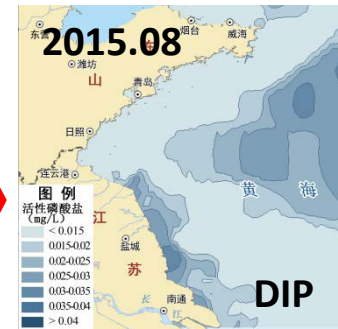 2015.08
东营
烟台
威海
潍坊
山
青岛
日照
连云港
黄海
图例
活性磷酸盐
(mg/L)
< 0.015
0.015-0.02
0.02-0.025
0.025-0.03
0.03-0.035
0.035-0.04
> 0.04
江
盐城
苏
南通
长
江
DIP